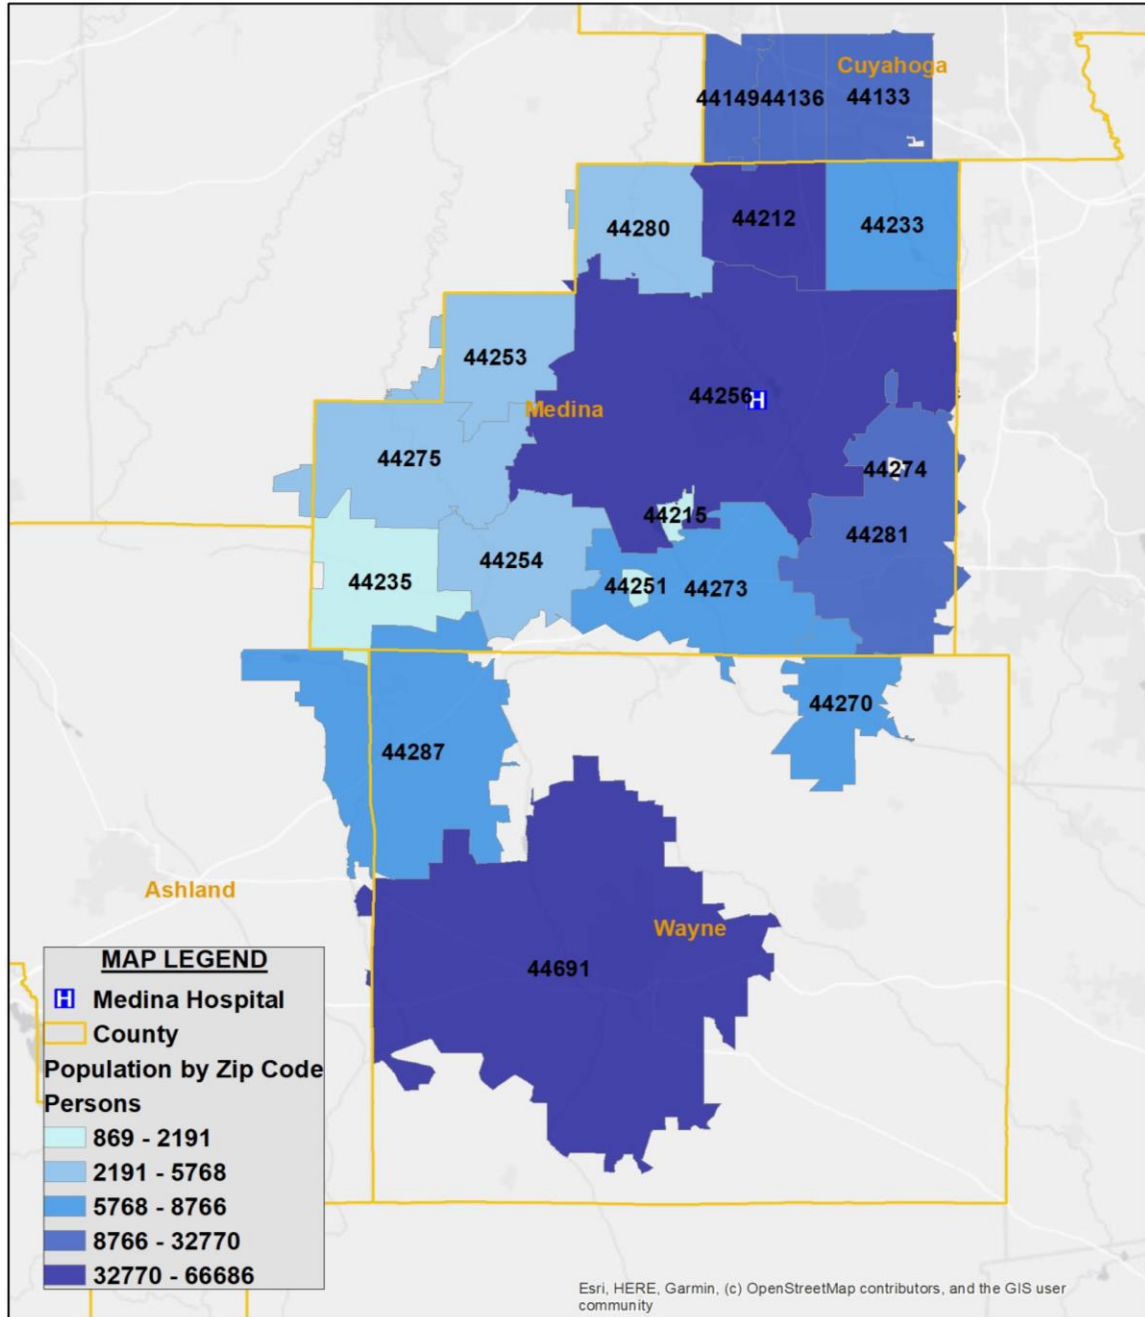 Cuyahoga
44149
44136
44133
44280
44212
44233
44253
44256
H
Medina
44275
44274
44215
44281
44254
44235
44251
44273
44270
44287
Ashland
Wayne
44691
MAP LEGEND
H Medina Hospital
County
Population by Zip Code
Persons
869 - 2191
2191 - 5768
5768 - 8766
8766 - 32770
32770 - 66686
Esri, HERE, Garmin, (c) OpenStreetMap contributors, and the GIS user
community